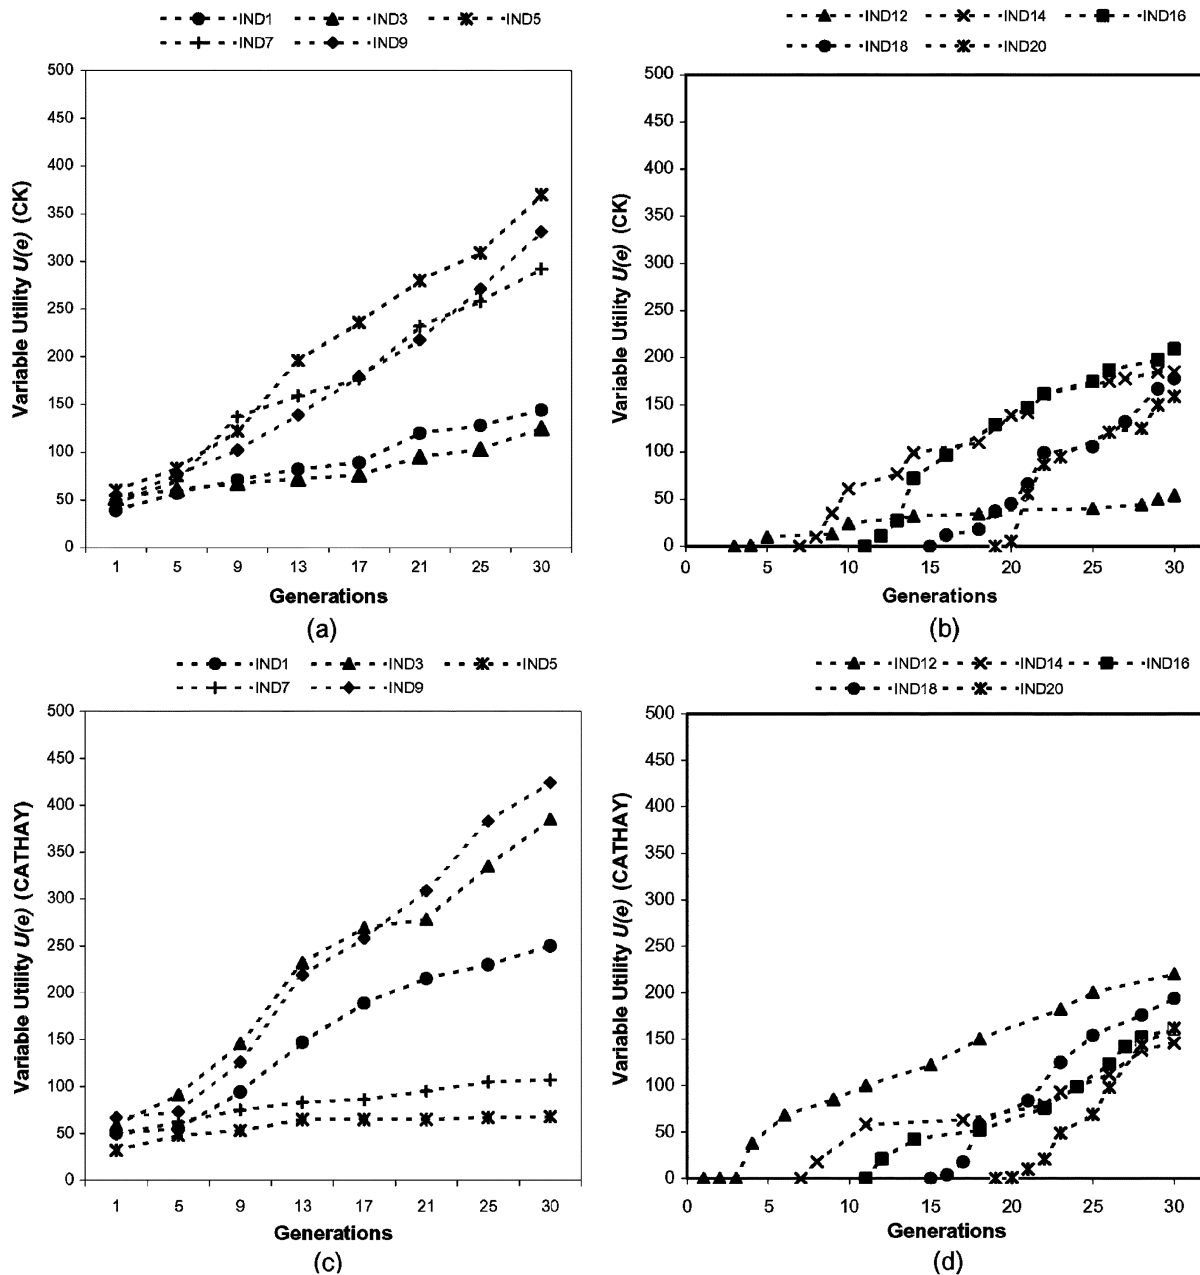 IND1 IND3 IND5
IND7 IND9
500
450
400
350
300
250
200
150
100
50
0
Variable Utility U(e) (CK)
1 5 9 13 17 21 25 30
Generations
(a)
IND12 IND14 IND16
IND18 IND20
500
450
400
350
300
250
200
150
100
50
0
Variable Utility U(e) (CK)
0 5 10 15 20 25 30
Generations
(b)
IND1 IND3 IND5
IND7 IND9
500
450
400
350
300
250
200
150
100
50
0
Variable Utility U(e) (CATHAY)
1 5 9 13 17 21 25 30
Generations
(c)
IND12 IND14 IND16
IND18 IND20
500
450
400
350
300
250
200
150
100
50
0
Variable Utility U(e) (CATHAY)
0 5 10 15 20 25 30
Generations
(d)